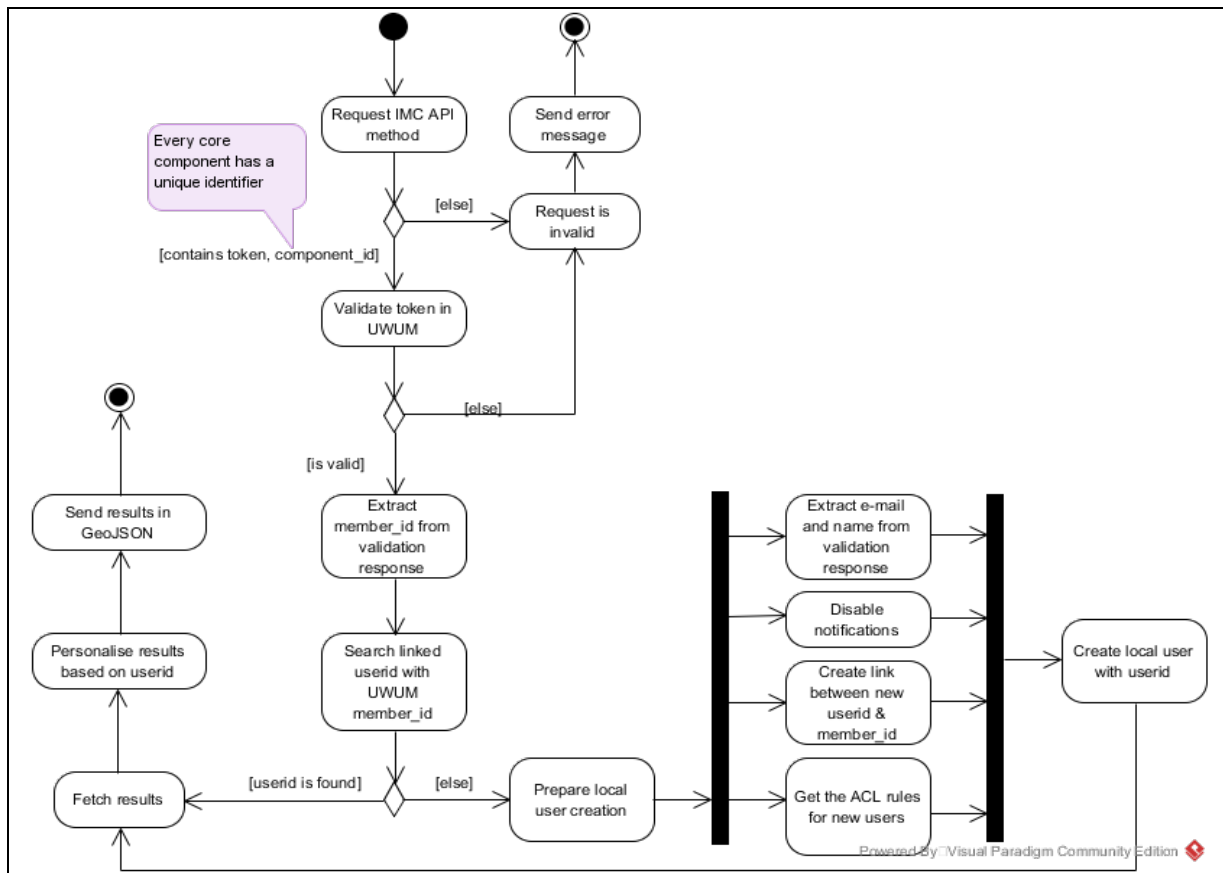 Request IMC API
method
Send error
message
Every core
component has a
unique identifier
[else]
Request is
invalid
[contains token, component_id]
Validate token in
UWUM
[else]
[is valid]
Extract
member_id from
validation
response
Send results in
GeoJSON
Extract e-mail
and name from
validation
response
Disable
notifications
Personalise results
based on userid
Search linked
userid with
UWUM
member_id
Create link
between new
userid &
member_id
Create local user
with userid
[userid is found]
[else]
Fetch results
Prepare local
user creation
Get the ACL rules
for new users
Powered By Visual Paradigm Community Edition